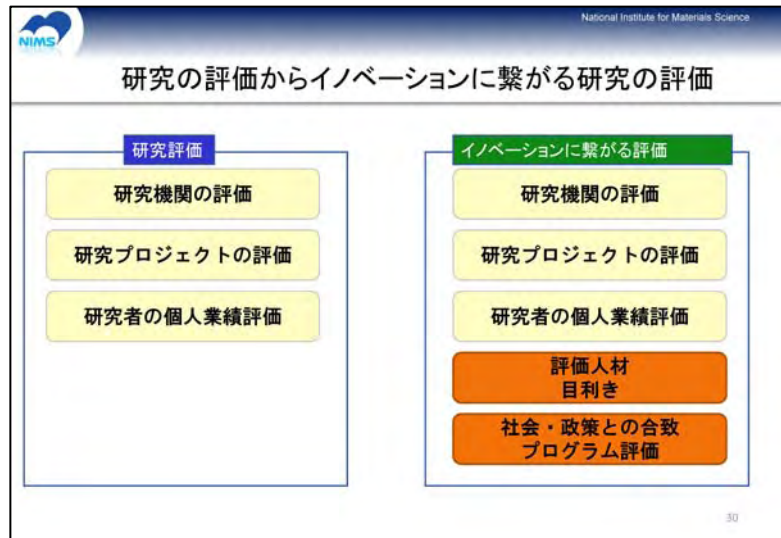 National Institute for Materials Science
NIMS
研究の評価からイノベーションに繋がる研究の評価
研究評価
研究機関の評価
研究プロジェクトの評価
研究者の個人業績評価
イノベーションに繋がる評価
研究機関の評価
研究プロジェクトの評価
研究者の個人業績評価
評価人材
目利き
社会・政策との合致
プログラム評価
30